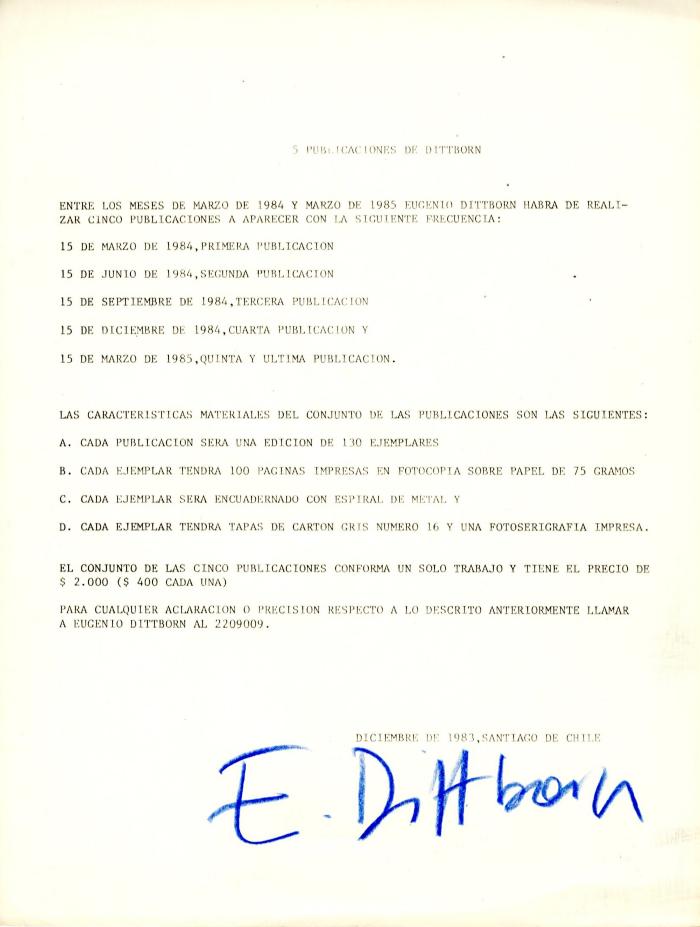 5 PUBLICACIONES DE DITTBORN
ENTRE LOS MESES DE MARZO DE 1984 Y MARZO DE 1985 EUGENIO DITTBORN HABRA DE REALI-
ZAR CINCO PUBLICACIONES A APARECER CON LA SIGUIENTE FRECUENCIA:
15 DE MARZO DE 1984,PRIMERA PUBLICACION
15 DE JUNIO DE 1984,SEGUNDA PUBLICACION
15 DE SEPTIEMBRE DE 1984,TERCERA PUBLICACION
15 DE DICIEMBRE DE 1984,CUARTA PUBLICACION Y
15 DE MARZO DE 1985,QUINTA Y ULTIMA PUBLICACION.
LAS CARACTERISTICAS MATERIALES DEL CONJUNTO DE LAS PUBLICACIONES SON LAS SIGUIENTES:
A. CADA PUBLICACION SERA UNA EDICION DE 130 EJEMPLARES
B. CADA EJEMPLAR TENDRA 100 PAGINAS IMPRESAS EN FOTOCOPIA SOBRE PAPEL DE 75 GRAMOS
C. CADA EJEMPLAR SERA ENCUADERNADO CON ESPIRAL DE METAL Y
D. CADA EJEMPLAR TENDRA TAPAS DE CARTON GRIS NUMERO 16 Y UNA FOTOSERIGRAFIA IMPRESA.
EL CONJUNTO DE LAS CINCO PUBLICACIONES CONFORMA UN SOLO TRABAJO Y TIENE EL PRECIO DE
$ 2.000 ($ 400 CADA UNA)
PARA CUALQUIER ACLARACION O PRECISION RESPECTO A LO DESCRITO ANTERIORMENTE LLAMAR
A EUGENIO DITTBORN AL 2209009.
DICIEMBRE DE 1983,SANTIAGO DE CHILE
E. Dittborn